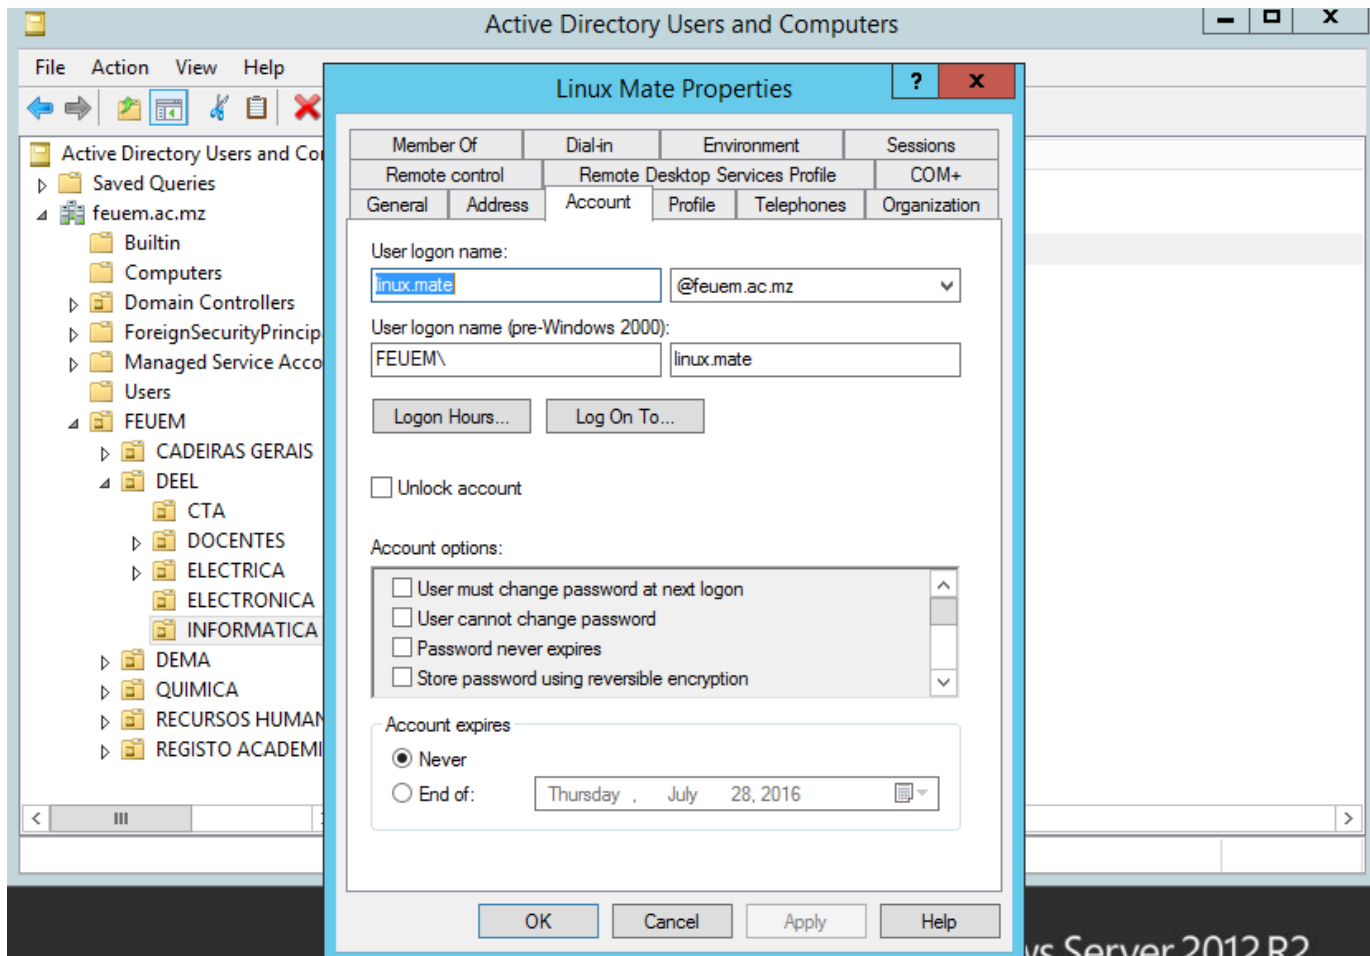 Active Directory Users and Computers
File Action View Help
Linux Mate Properties
? x
Active Directory Users and Cor
Saved Queries
feuem.ac.mz
Builtin
Computers
Domain Controllers
ForeignSecurityPrincip
Managed Service Acco
Users
FEUEM
CADEIRAS GERAIS
DEEL
CTA
DOCENTES
ELECTRICA
ELECTRONICA
INFORMATICA
DEMA
QUIMICA
RECURSOS HUMAN
REGISTO ACADEMI
Member Of Dial-in Environment Sessions
Remote control Remote Desktop Services Profile COM+
General Address Account Profile Telephones Organization
User logon name:
linux.mate @feuem.ac.mz
User logon name (pre-Windows 2000):
FEUEM\ linux.mate
Logon Hours... Log On To...
Unlock account
Account options:
User must change password at next logon
User cannot change password
Password never expires
Store password using reversible encryption
Account expires
Never
End of: Thursday , July 28, 2016
OK Cancel Apply Help
ws Server 2012 R2